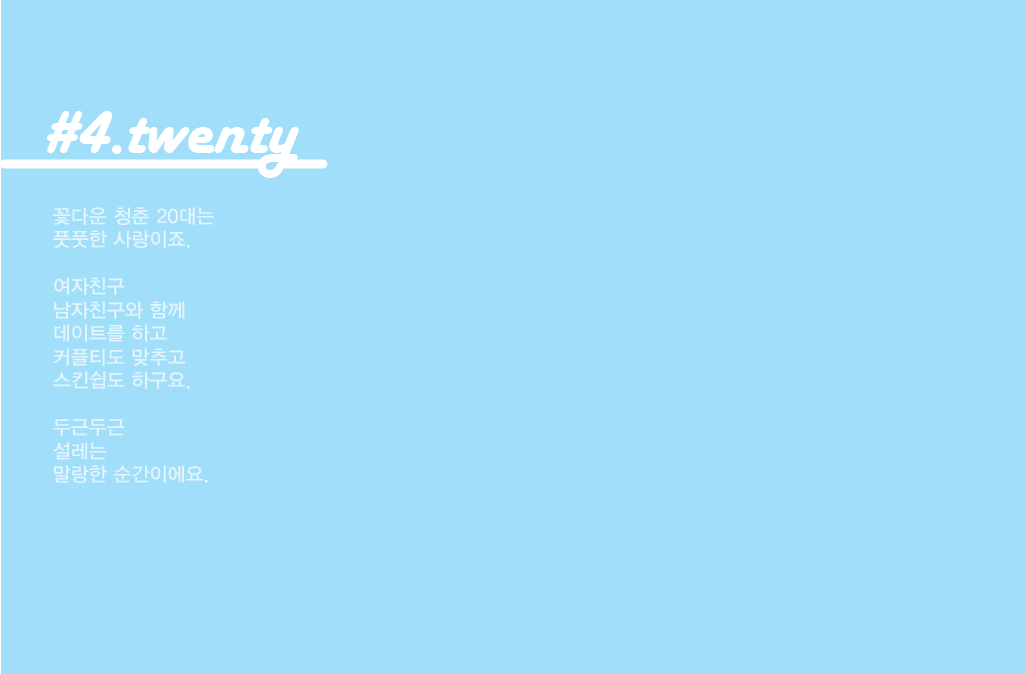 #4.twenty
꽃다운 청춘 20대는
풋풋한 사랑이죠.
여자친구
남자친구와 함께
데이트를 하고
커플티도 맞추고
스킨쉽도 하구요.
두근두근
설레는
말랑한 순간이에요.